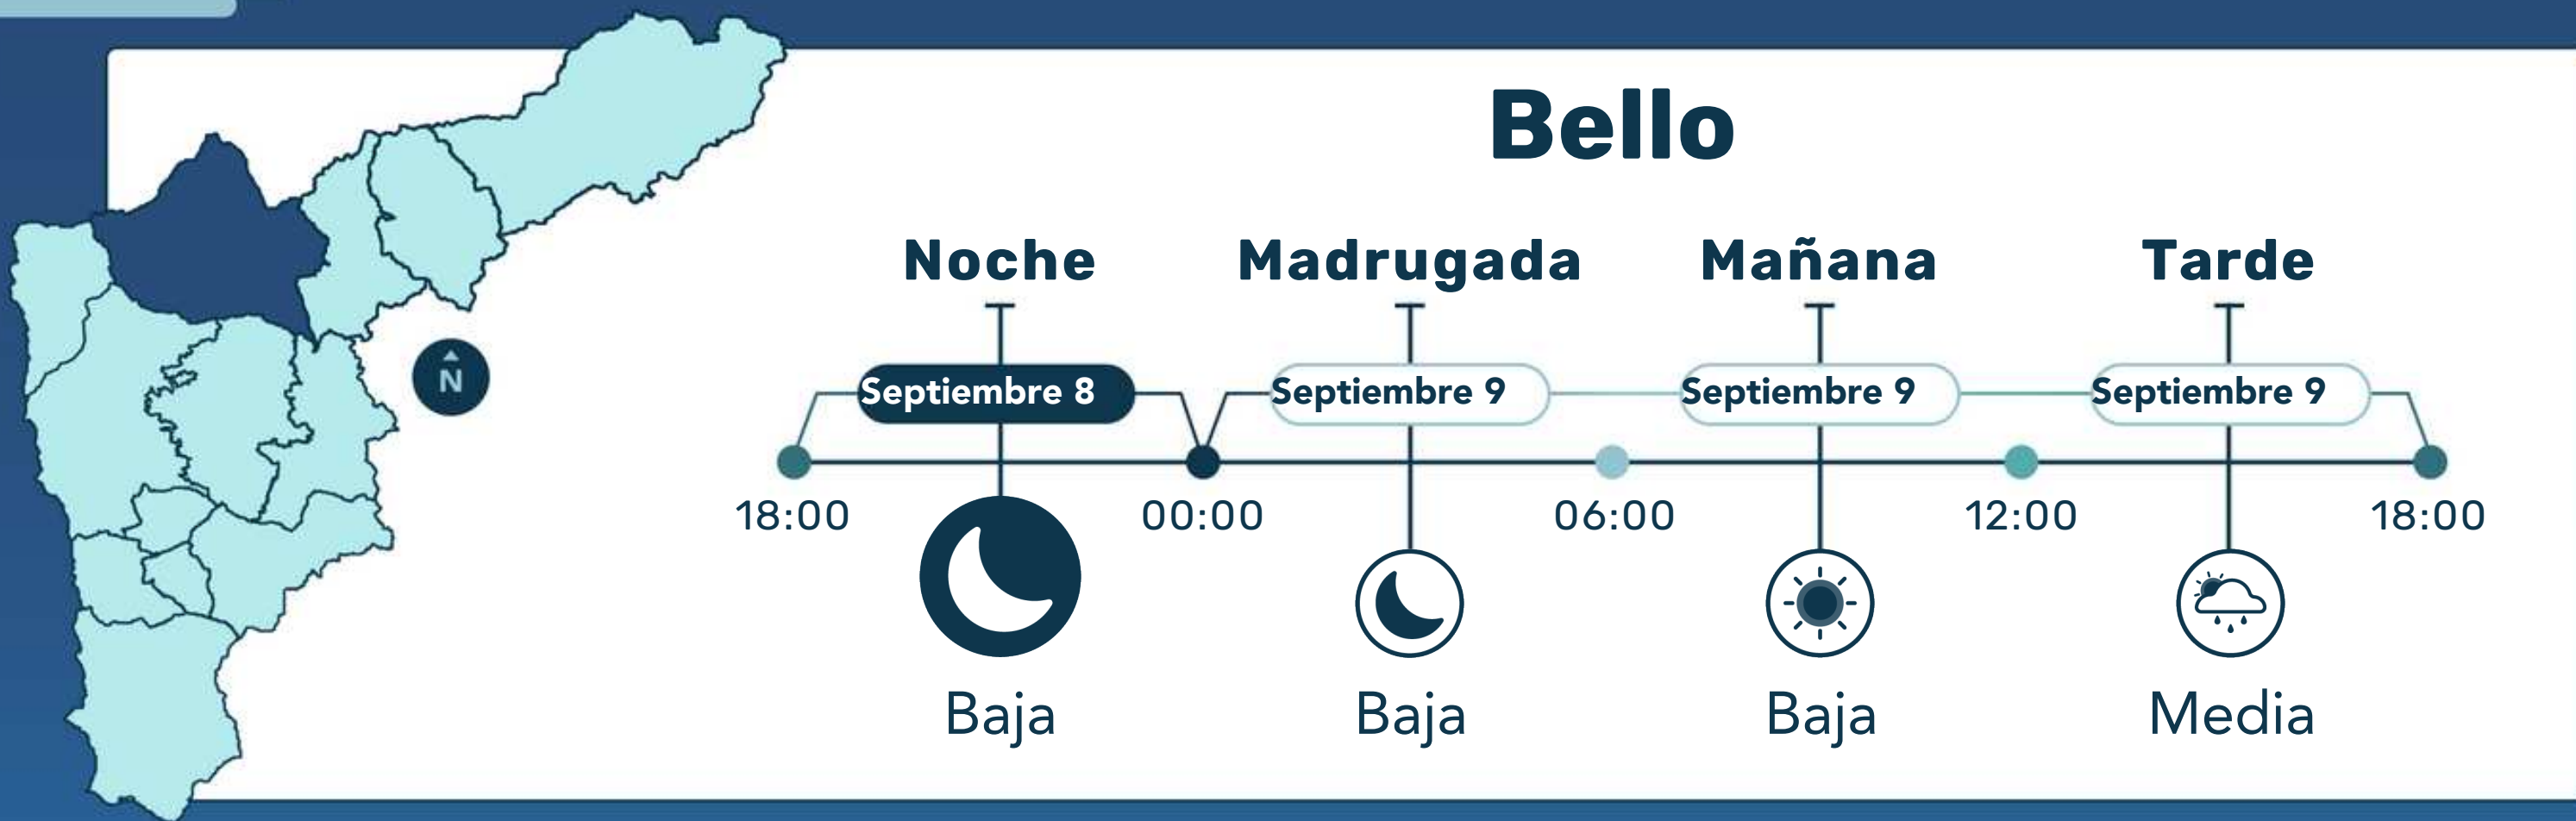 Bello
Noche Madrugada Mañana Tarde
N
Septiembre 8 Septiembre 9 Septiembre 9 Septiembre 9
18:00 00:00 06:00 12:00 18:00
Baja Baja Baja Media